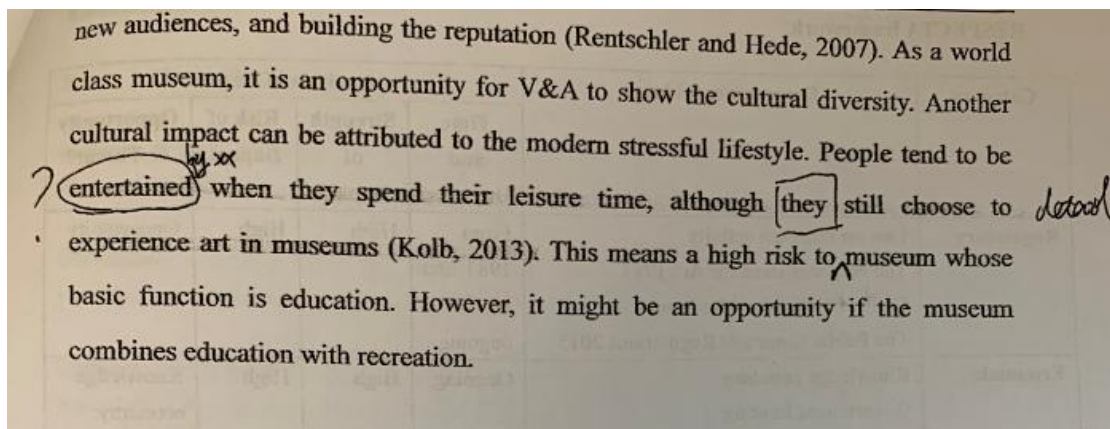 new audiences, and building the reputation (Rentschler and Hede, 2007). As a world
class museum, it is an opportunity for V&A to show the cultural diversity. Another
cultural impact can be attributed to the modern stressful lifestyle. People tend to be
by xx
? entertained when they spend their leisure time, although they still choose to
experience art in museums (Kolb, 2013). This means a high risk to museum whose
basic function is education. However, it might be an opportunity if the museum
combines education with recreation.